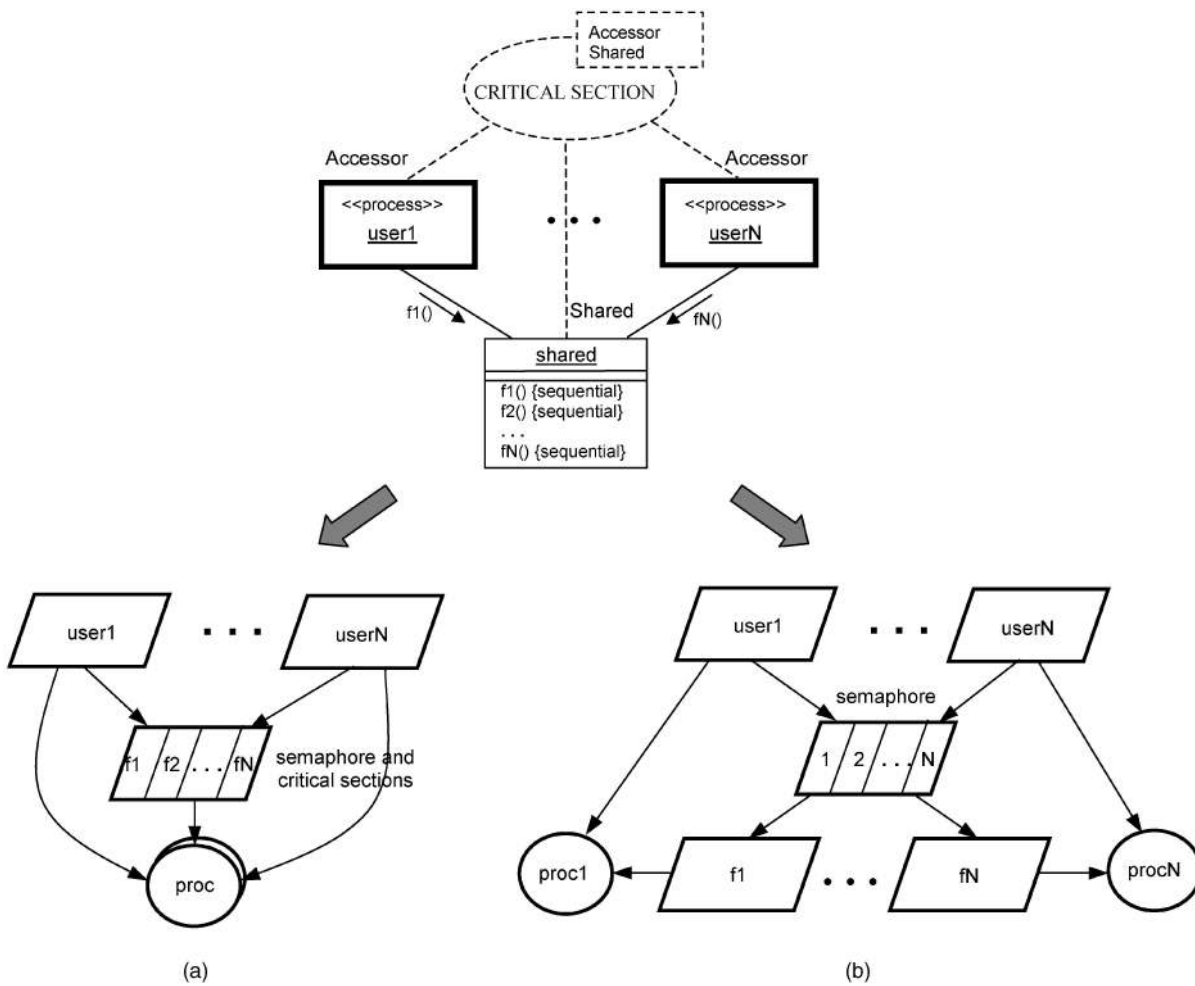 Accessor
Shared
CRITICAL SECTION
Accessor
Accessor
<<process>>
user1
. . .
<<process>>
userN
f1()
Shared
fN()
shared
f1() {sequential}
f2() {sequential}
. . .
fN() {sequential}
user1
. . .
userN
f1 f2 . . . fN
semaphore and
critical sections
proc
(a)
user1
. . .
userN
semaphore
1 2 . . . N
proc1
f1
. . .
fN
procN
(b)